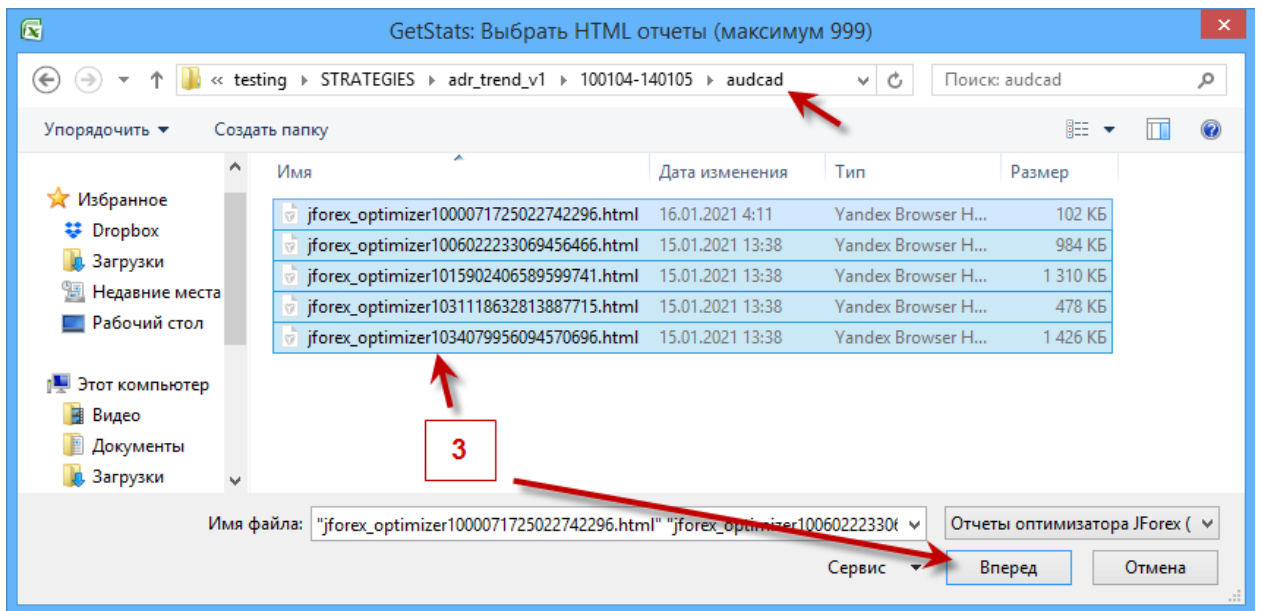 GetStats: Выбрать HTML отчеты (максимум 999)
« testing STRATEGIES adr_trend_v1 100104-140105 audcad Поиск: audcad
Упорядочить Создать папку
Имя Дата изменения Тип Размер
Избранное
jforex_optimizer1000071725022742296.html 16.01.2021 4:11 Yandex Browser H... 102 КБ
Dropbox
jforex_optimizer1006022233069456466.html 15.01.2021 13:38 Yandex Browser H... 984 КБ
Загрузки
jforex_optimizer1015902406589599741.html 15.01.2021 13:38 Yandex Browser H... 1 310 КБ
Недавние места
jforex_optimizer1031118632813887715.html 15.01.2021 13:38 Yandex Browser H... 478 КБ
Рабочий стол
jforex_optimizer1034079956094570696.html 15.01.2021 13:38 Yandex Browser H... 1 426 КБ
Этот компьютер
Видео
Документы
Загрузки
3
Имя файла: "jforex_optimizer1000071725022742296.html" "jforex_optimizer100602223306 Отчеты оптимизатора JForex (
Сервис Вперед Отмена